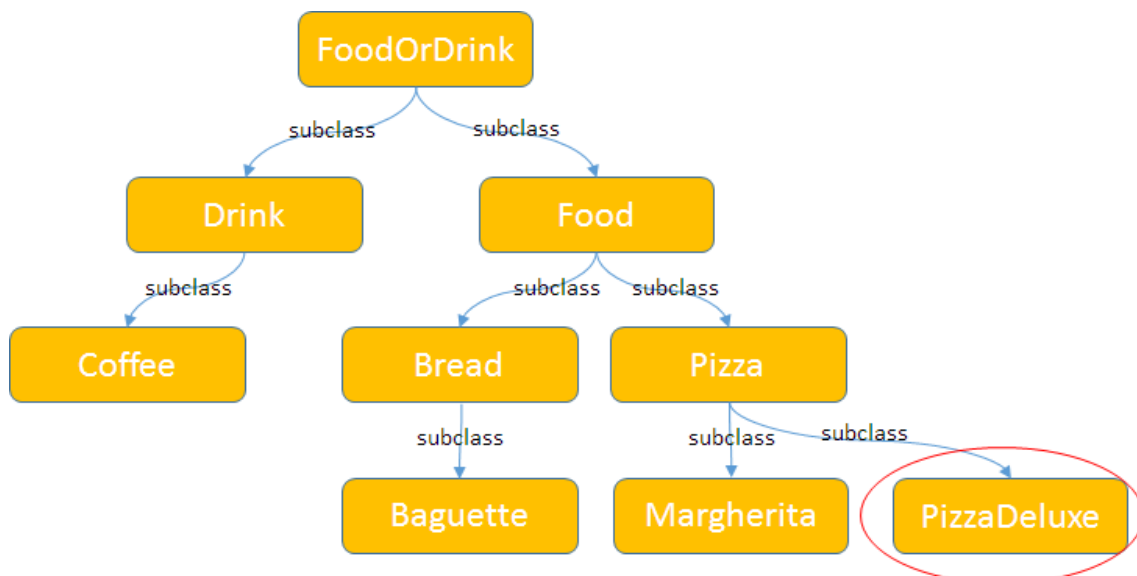 FoodOrDrink
subclass
subclass
Drink
Food
subclass
subclass
subclass
Coffee
Bread
Pizza
subclass
subclass
subclass
Baguette
Margherita
PizzaDeluxe